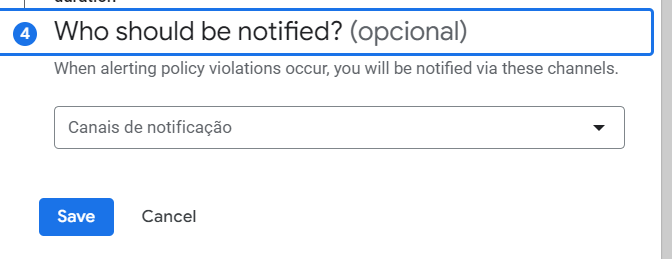 duration
4 Who should be notified? (opcional)
When alerting policy violations occur, you will be notified via these channels.
Canais de notificação
Save Cancel